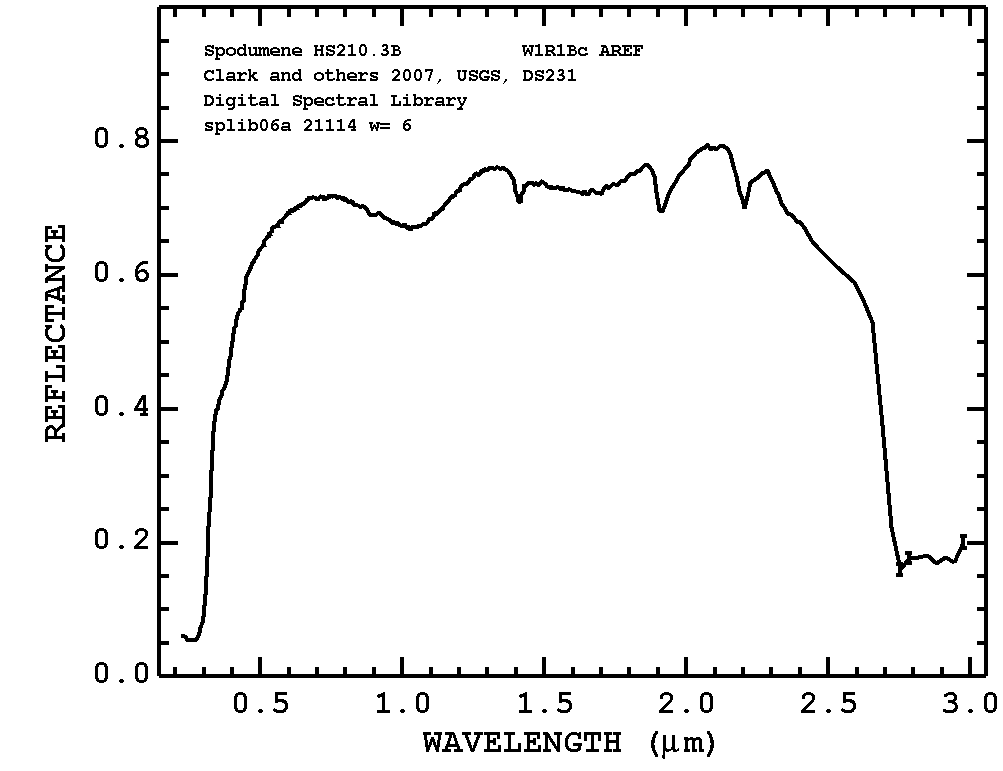 Spodumene HS210.3B W1R1Bc AREF
Clark and others 2007, USGS, DS231
Digital Spectral Library
splib06a 21114 w= 6
0.8
0.6
0.4
0.2
0.0
REFLECTANCE
0.5 1.0 1.5 2.0 2.5 3.0
WAVELENGTH (μm)